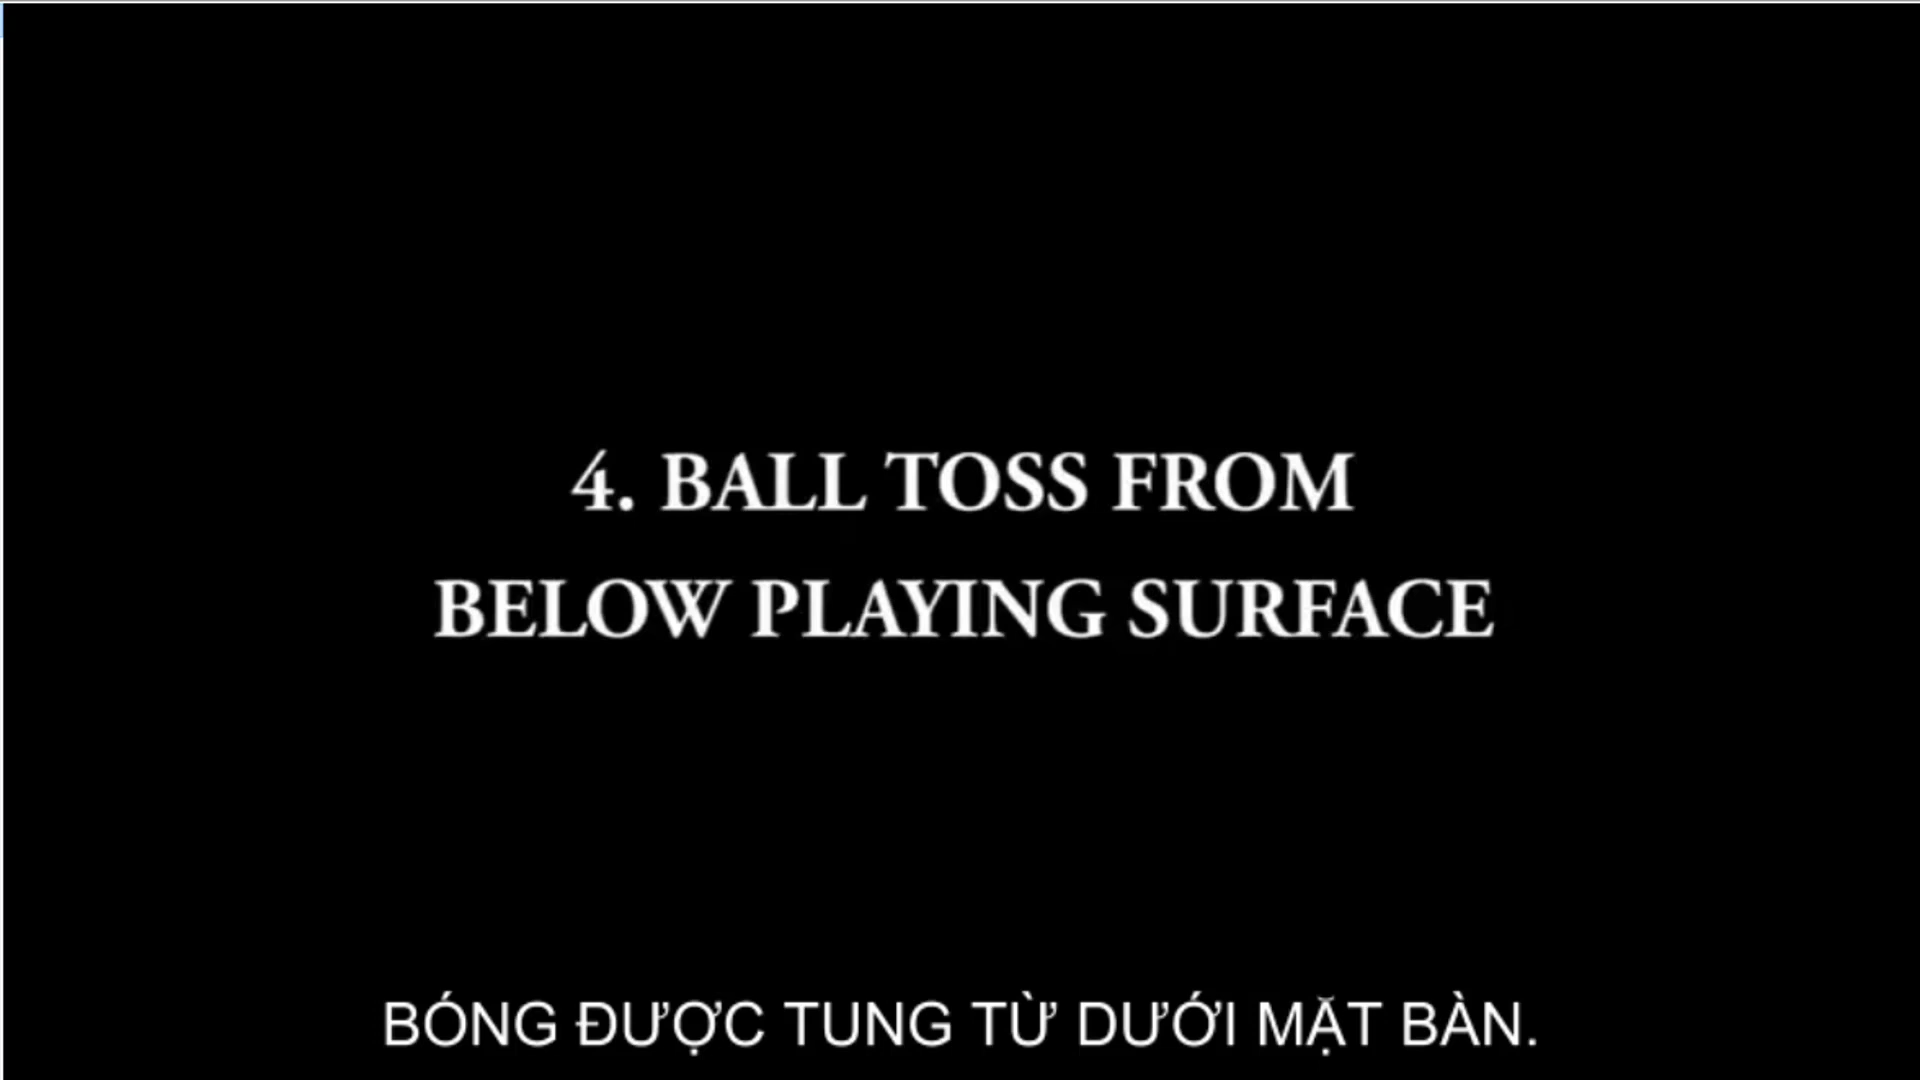 4. BALL TOSS FROM
BELOW PLAYING SURFACE
BÓNG ĐƯỢC TUNG TỪ DƯỚI MẶT BÀN.